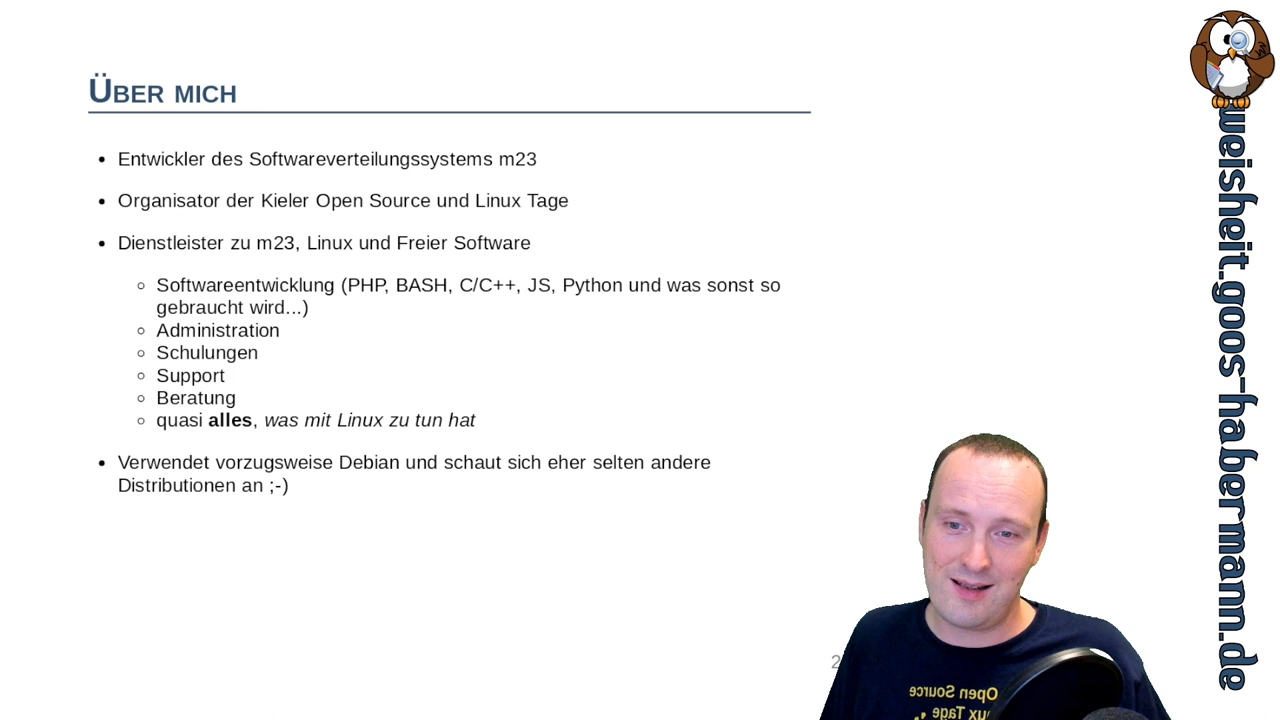 Über mich
Entwickler des Softwareverteilungssystems m23
Organisator der Kieler Open Source und Linux Tage
Dienstleister zu m23, Linux und Freier Software
Softwareentwicklung (PHP, BASH, C/C++, JS, Python und was sonst so
gebraucht wird...)
Administration
Schulungen
Support
Beratung
quasi alles, was mit Linux zu tun hat
Verwendet vorzugsweise Debian und schaut sich eher selten andere
Distributionen an ;-)
2
Open Source
ux Tage
weisheit.goos-habermann.de